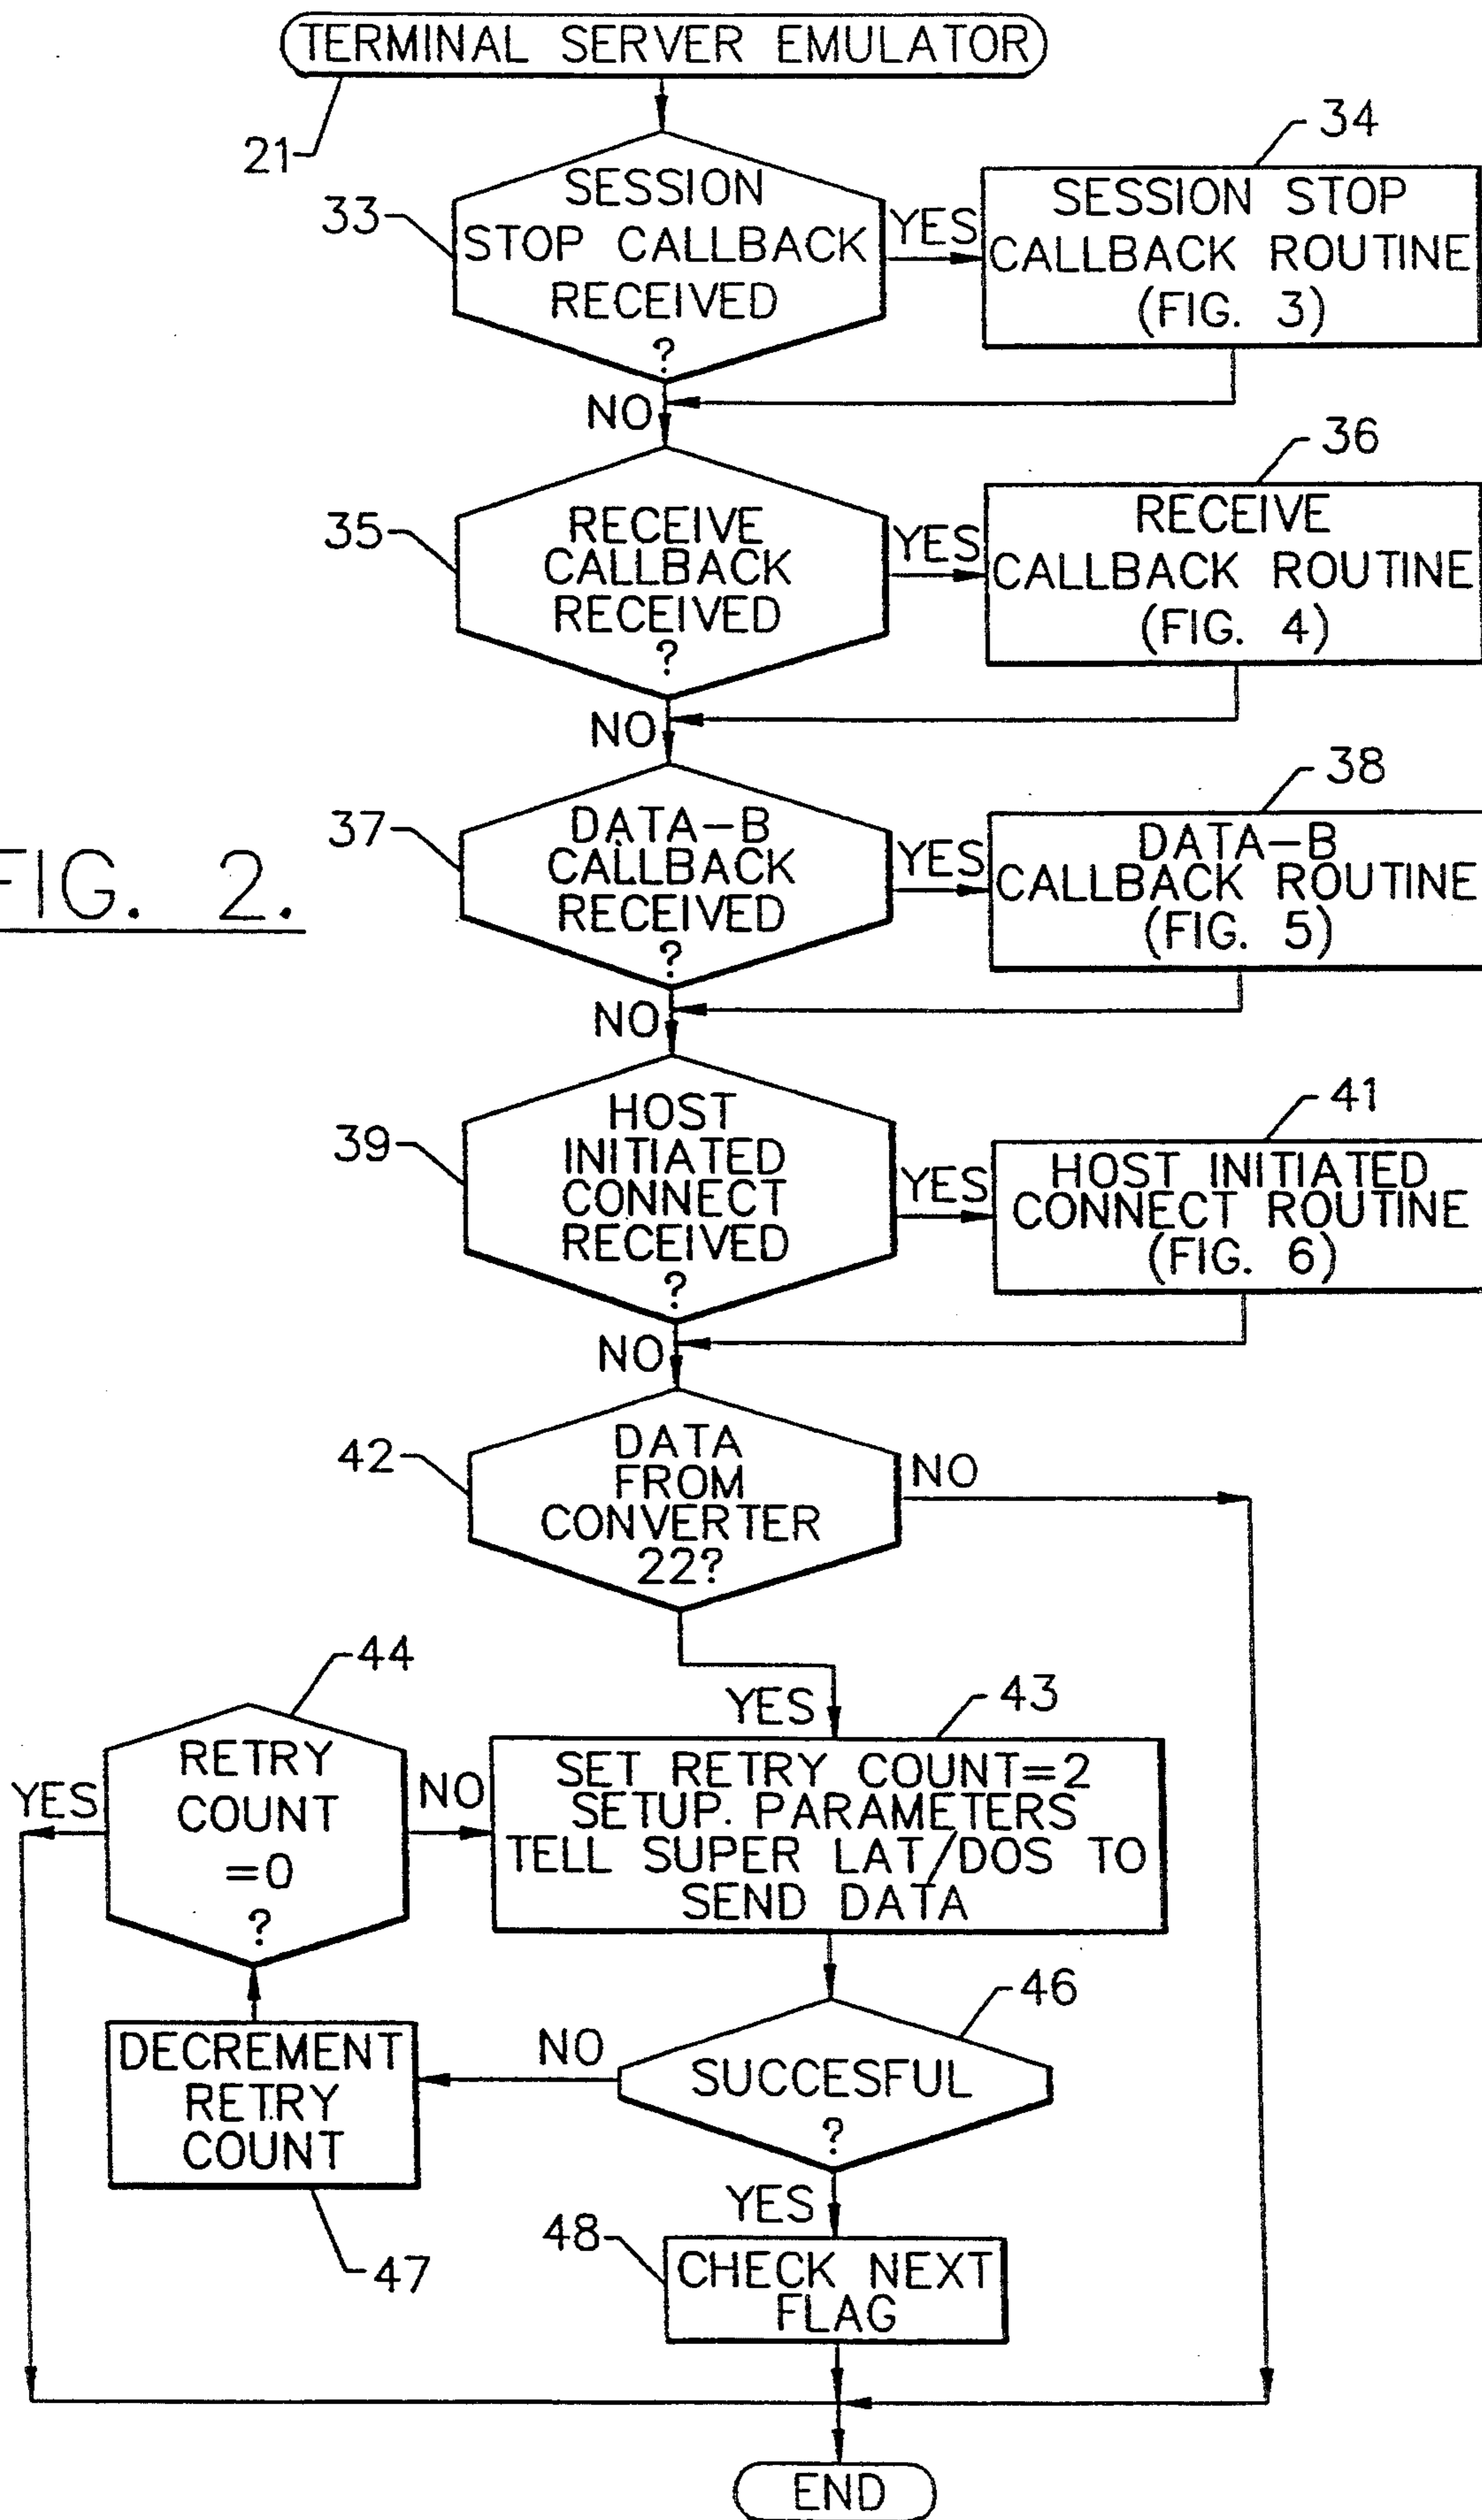 TERMINAL SERVER EMULATOR
21
34
33
SESSION
STOP CALLBACK
RECEIVED
?
YES
SESSION STOP
CALLBACK ROUTINE
(FIG. 3)
NO
36
35
RECEIVE
CALLBACK
RECEIVED
?
YES
RECEIVE
CALLBACK ROUTINE
(FIG. 4)
NO
38
37
DATA-B
CALLBACK
RECEIVED
?
YES
DATA-B
CALLBACK ROUTINE
(FIG. 5)
FIG. 2.
NO
41
39
HOST
INITIATED
CONNECT
RECEIVED
?
YES
HOST INITIATED
CONNECT ROUTINE
(FIG. 6)
NO
42
DATA
FROM
CONVERTER
22?
NO
YES
44
43
RETRY
COUNT
=0
?
YES
NO
SET RETRY COUNT=2
SETUP. PARAMETERS
TELL SUPER LAT/DOS TO
SEND DATA
46
SUCCESFUL
?
NO
DECREMENT
RETRY
COUNT
47
YES
48
CHECK NEXT
FLAG
END